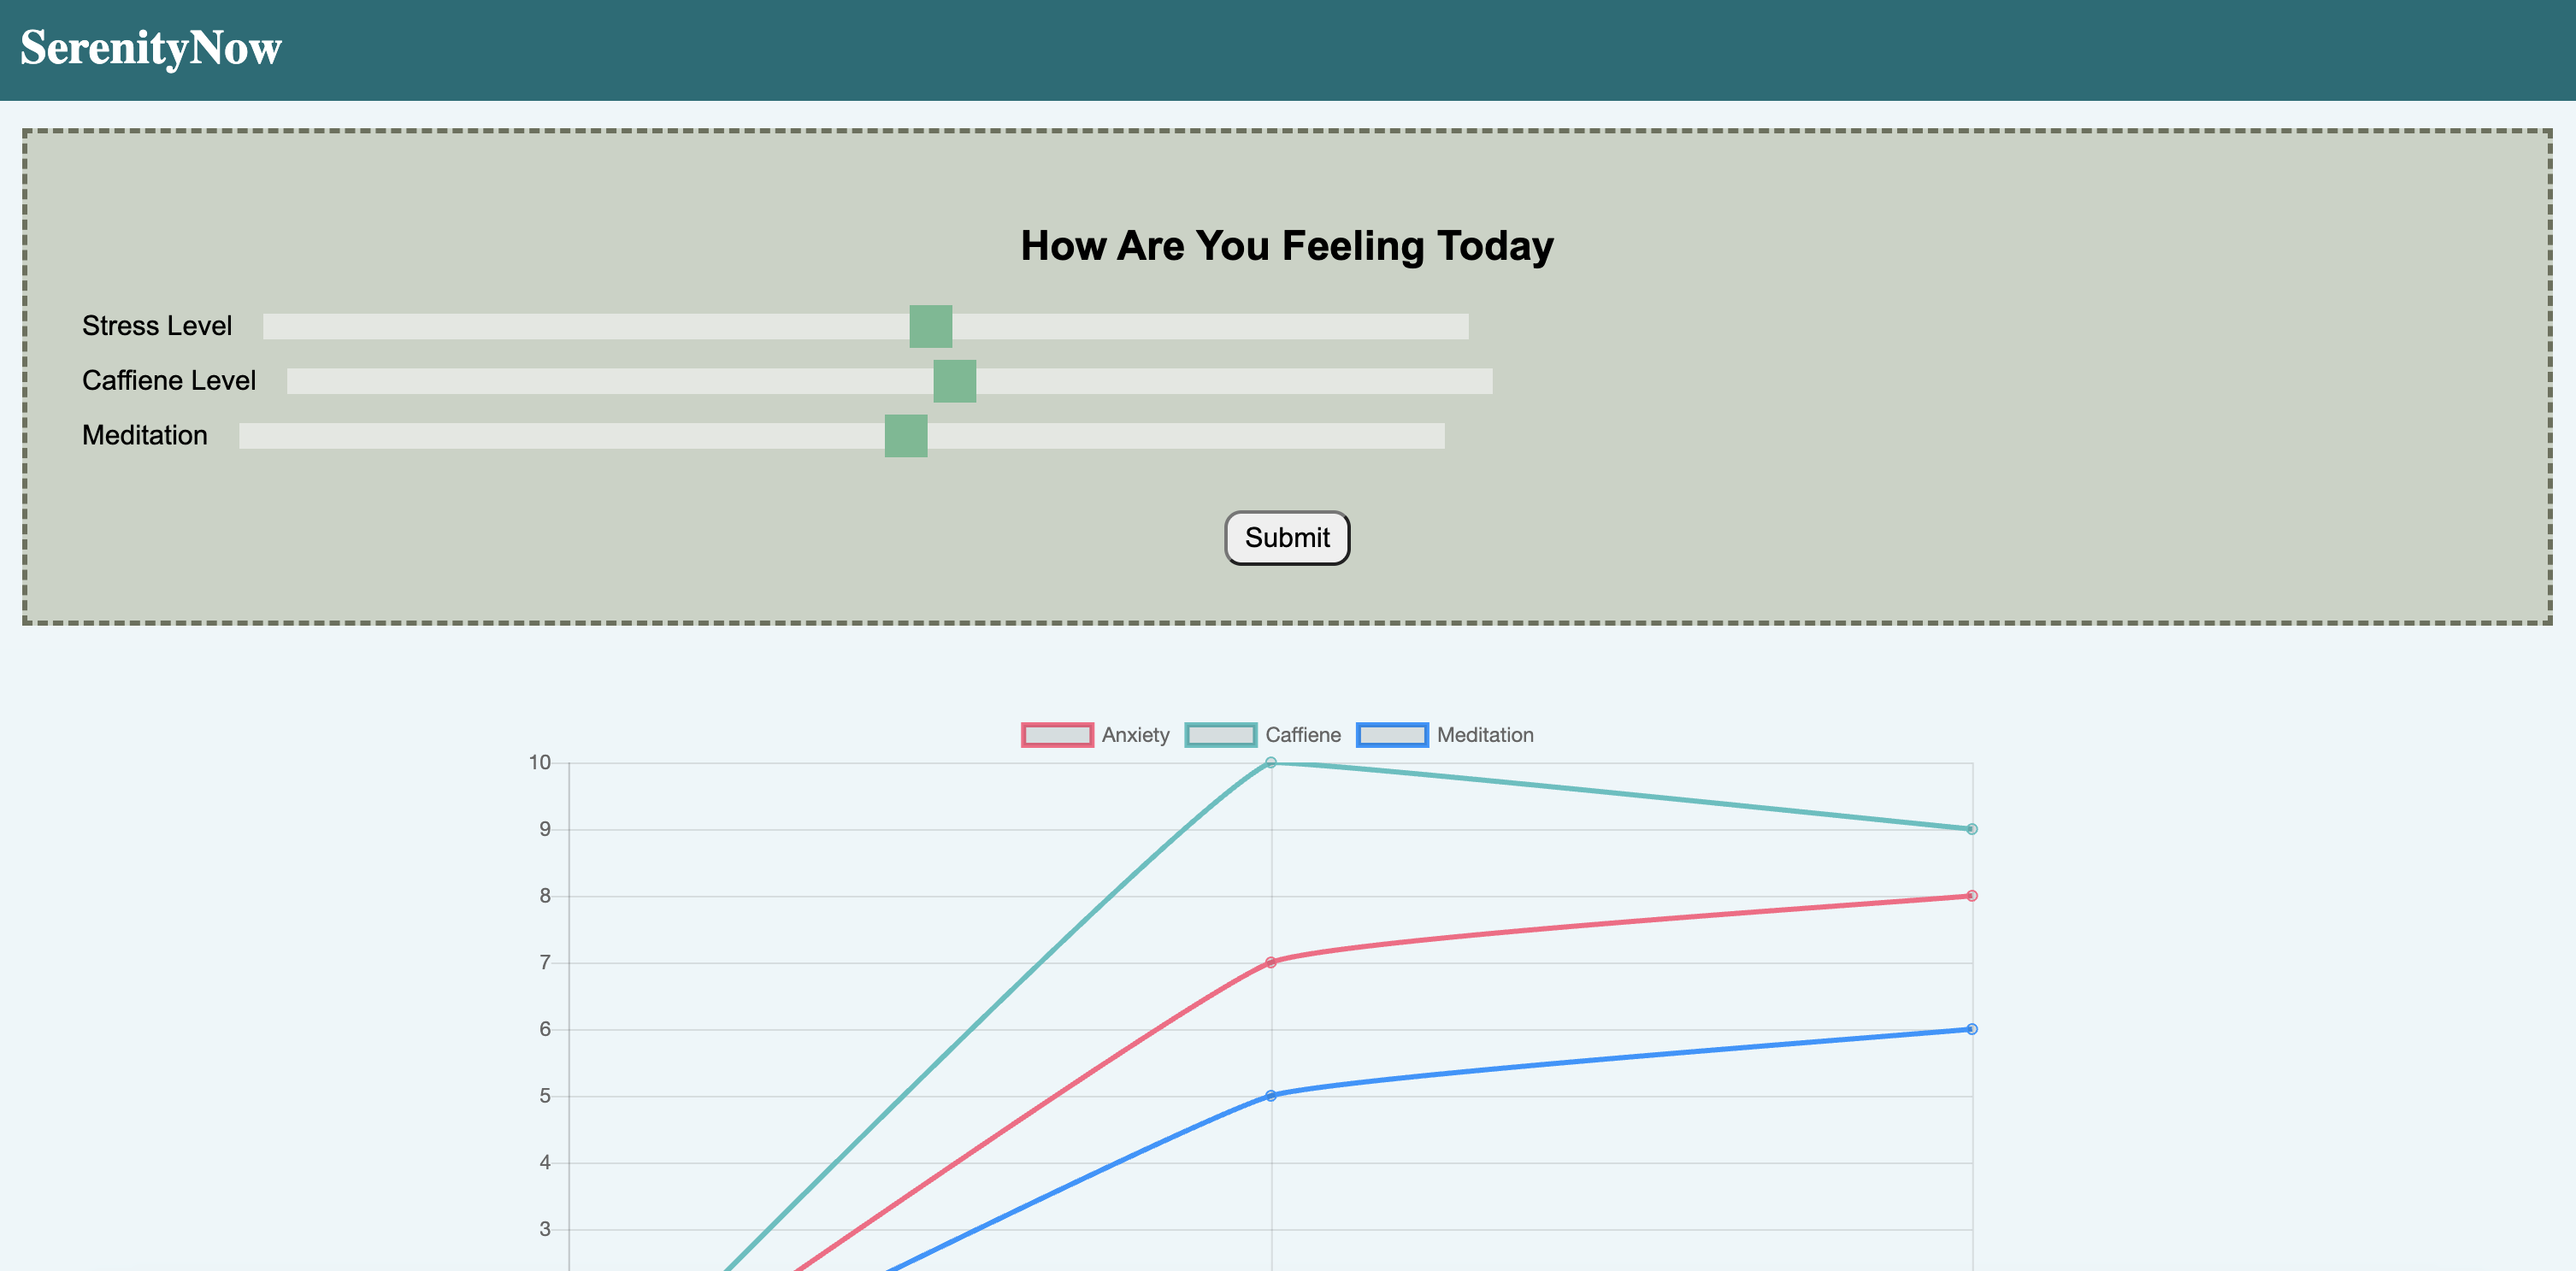 SerenityNow
How Are You Feeling Today
Stress Level
Caffiene Level
Meditation
Submit
Anxiety Caffiene Meditation
10
9
8
7
6
5
4
3